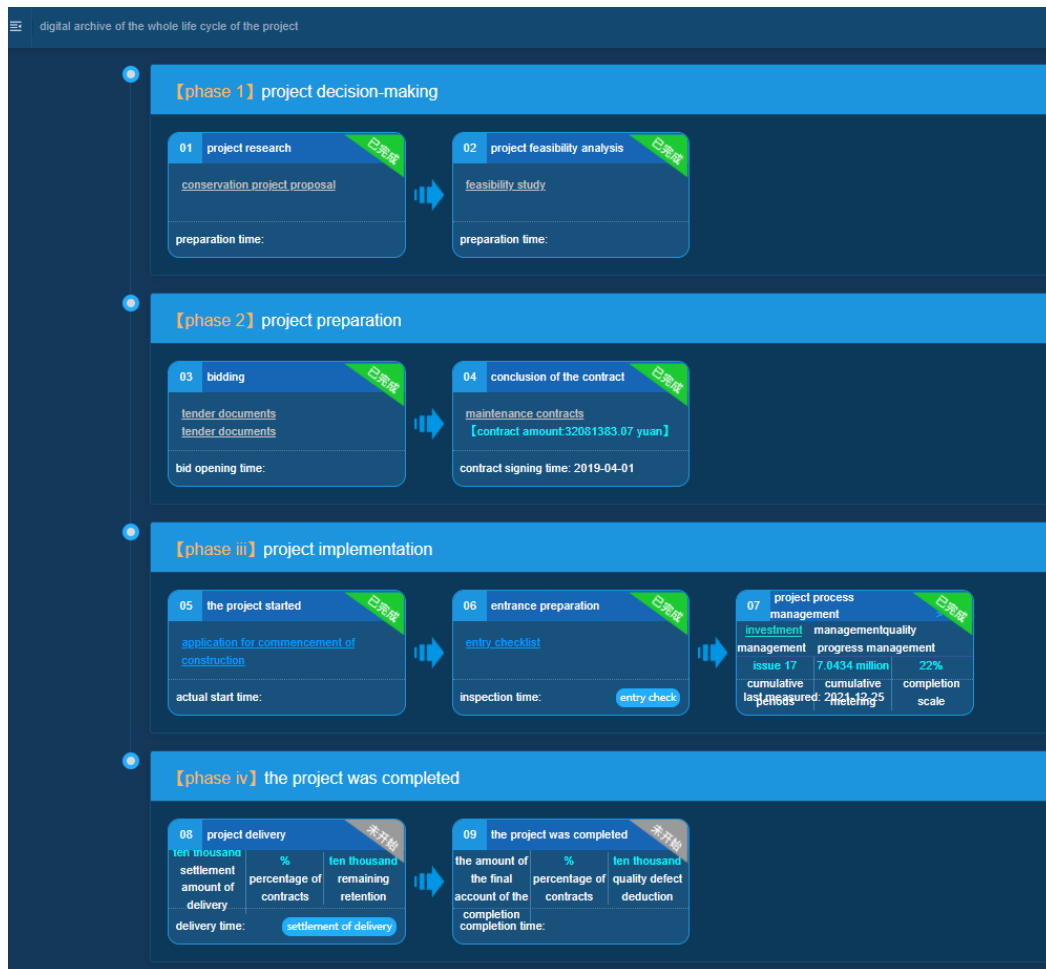 digital archive of the whole life cycle of the project
【phase 1】project decision-making
01 project research 已完成
conservation project proposal
preparation time:
02 project feasibility analysis 已完成
feasibility study
preparation time:
【phase 2】project preparation
03 bidding 已完成
tender documents
tender documents
bid opening time:
04 conclusion of the contract 已完成
maintenance contracts
【contract amount:32081383.07 yuan】
contract signing time: 2019-04-01
【phase iii】project implementation
05 the project started 已完成
application for commencement of
construction
actual start time:
06 entrance preparation 已完成
entry checklist
inspection time: entry check
07 project process
management 已完成
investment managementquality
management progress management
issue 17 7.0434 million 22%
cumulative cumulative completion
periods metering scale
last measured: 2021-12-25
【phase iv】the project was completed
08 project delivery 未开始
ten thousand
settlement
amount of
delivery
%
percentage of
contracts
ten thousand
remaining
retention
delivery time: settlement of delivery
09 the project was completed 未开始
the amount of
the final
account of the
completion
%
percentage of
contracts
ten thousand
quality defect
deduction
completion time: